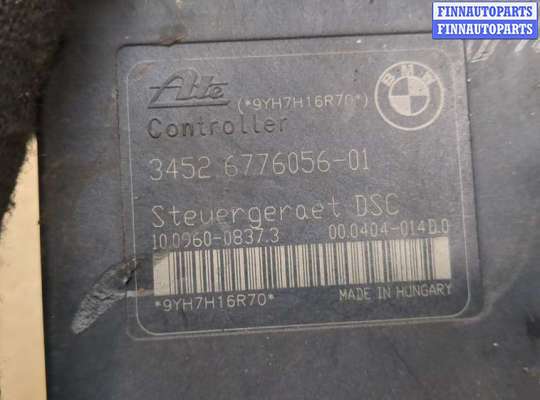 FINNAUTOPARTS
FINNAUTOPARTS
Ate
(*9YH7H16R70*)
BMW
Controller
3452 6776056-01
Steuergeraet DSC
10.0960-0837.3 00.0404-014D.0
*9YH7H16R70* MADE IN HUNGARY